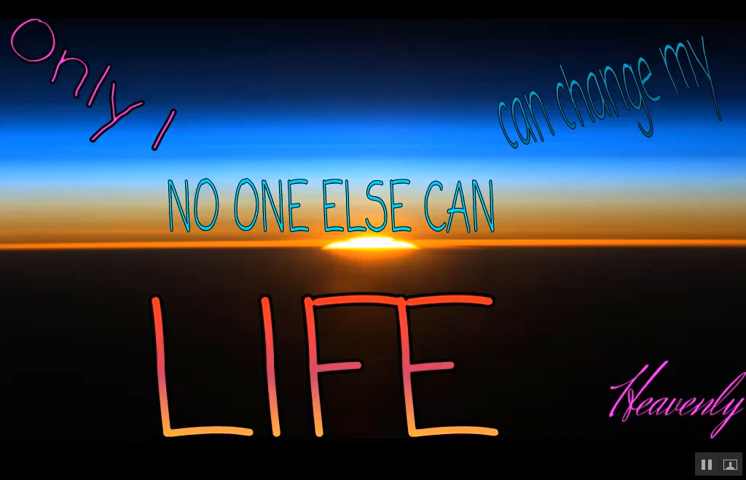 Only I
can change my
NO ONE ELSE CAN
LIFE
Heavenly